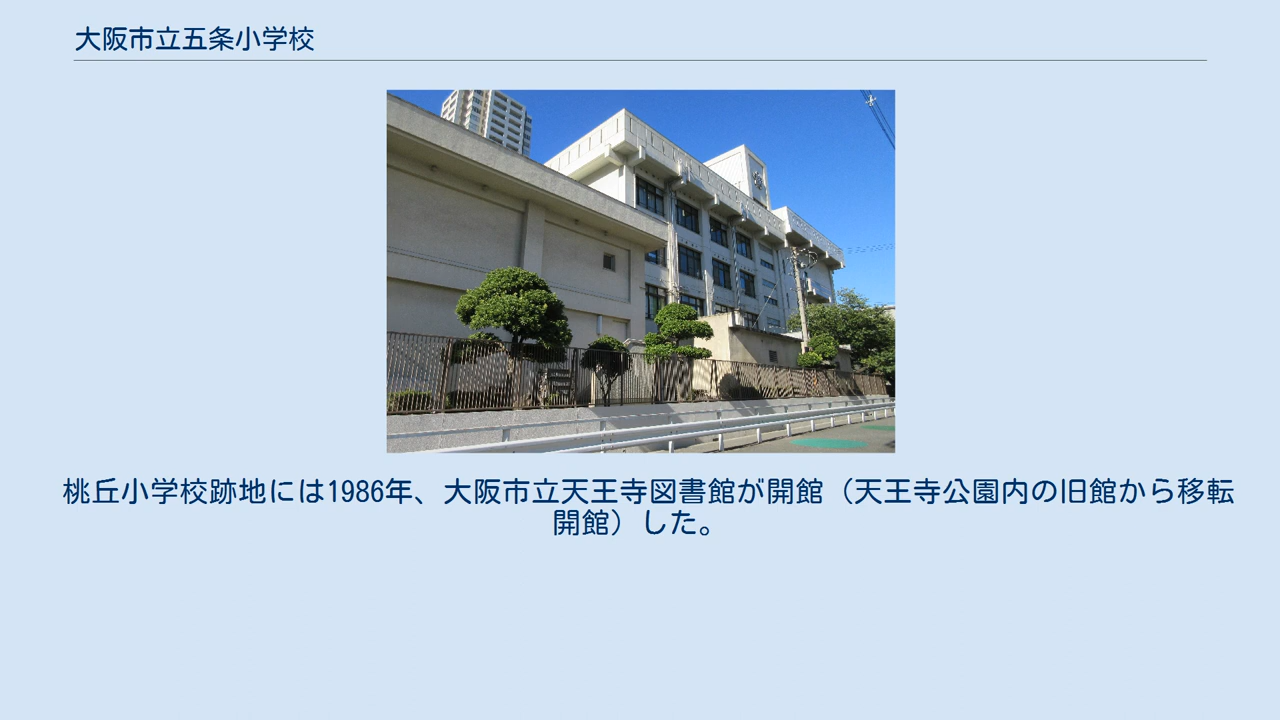 大阪市立五条小学校
桃丘小学校跡地には1986年、大阪市立天王寺図書館が開館（天王寺公園内の旧館から移転
開館）した。